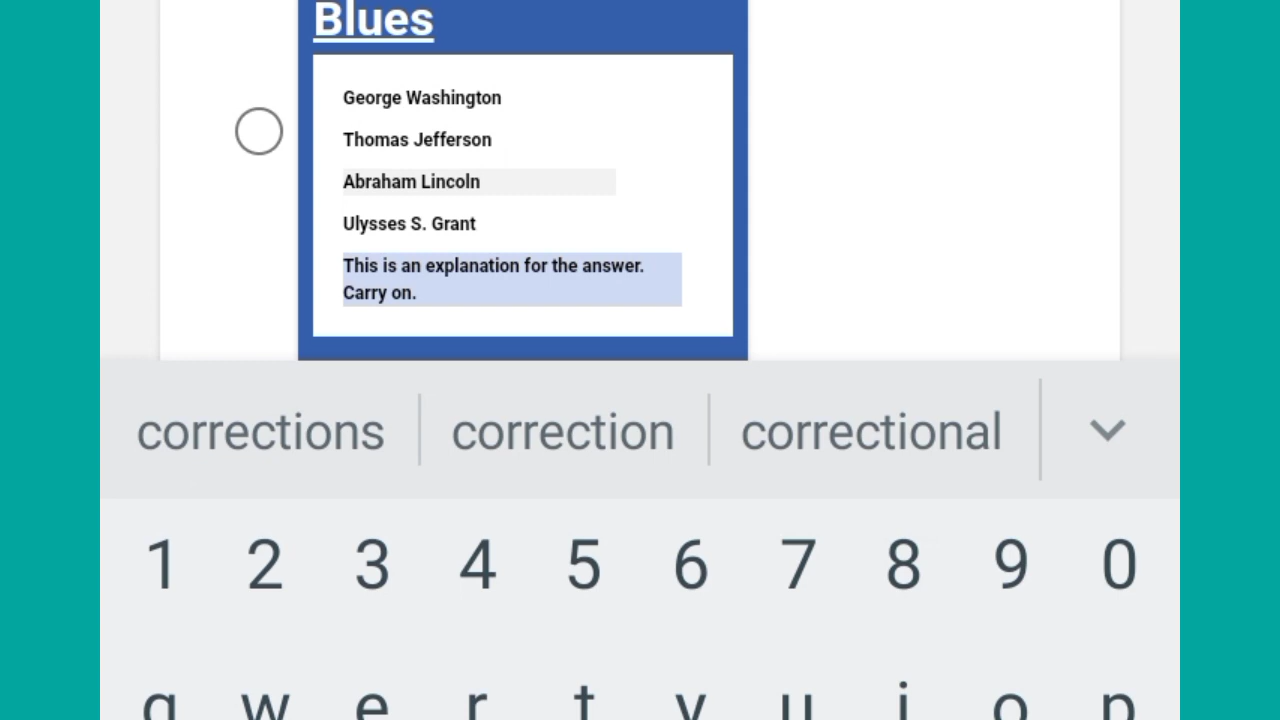 Blues
George Washington
Thomas Jefferson
Abraham Lincoln
Ulysses S. Grant
This is an explanation for the answer.
Carry on.
corrections correction correctional
1 2 3 4 5 6 7 8 9 0
q w e r t y u i o p